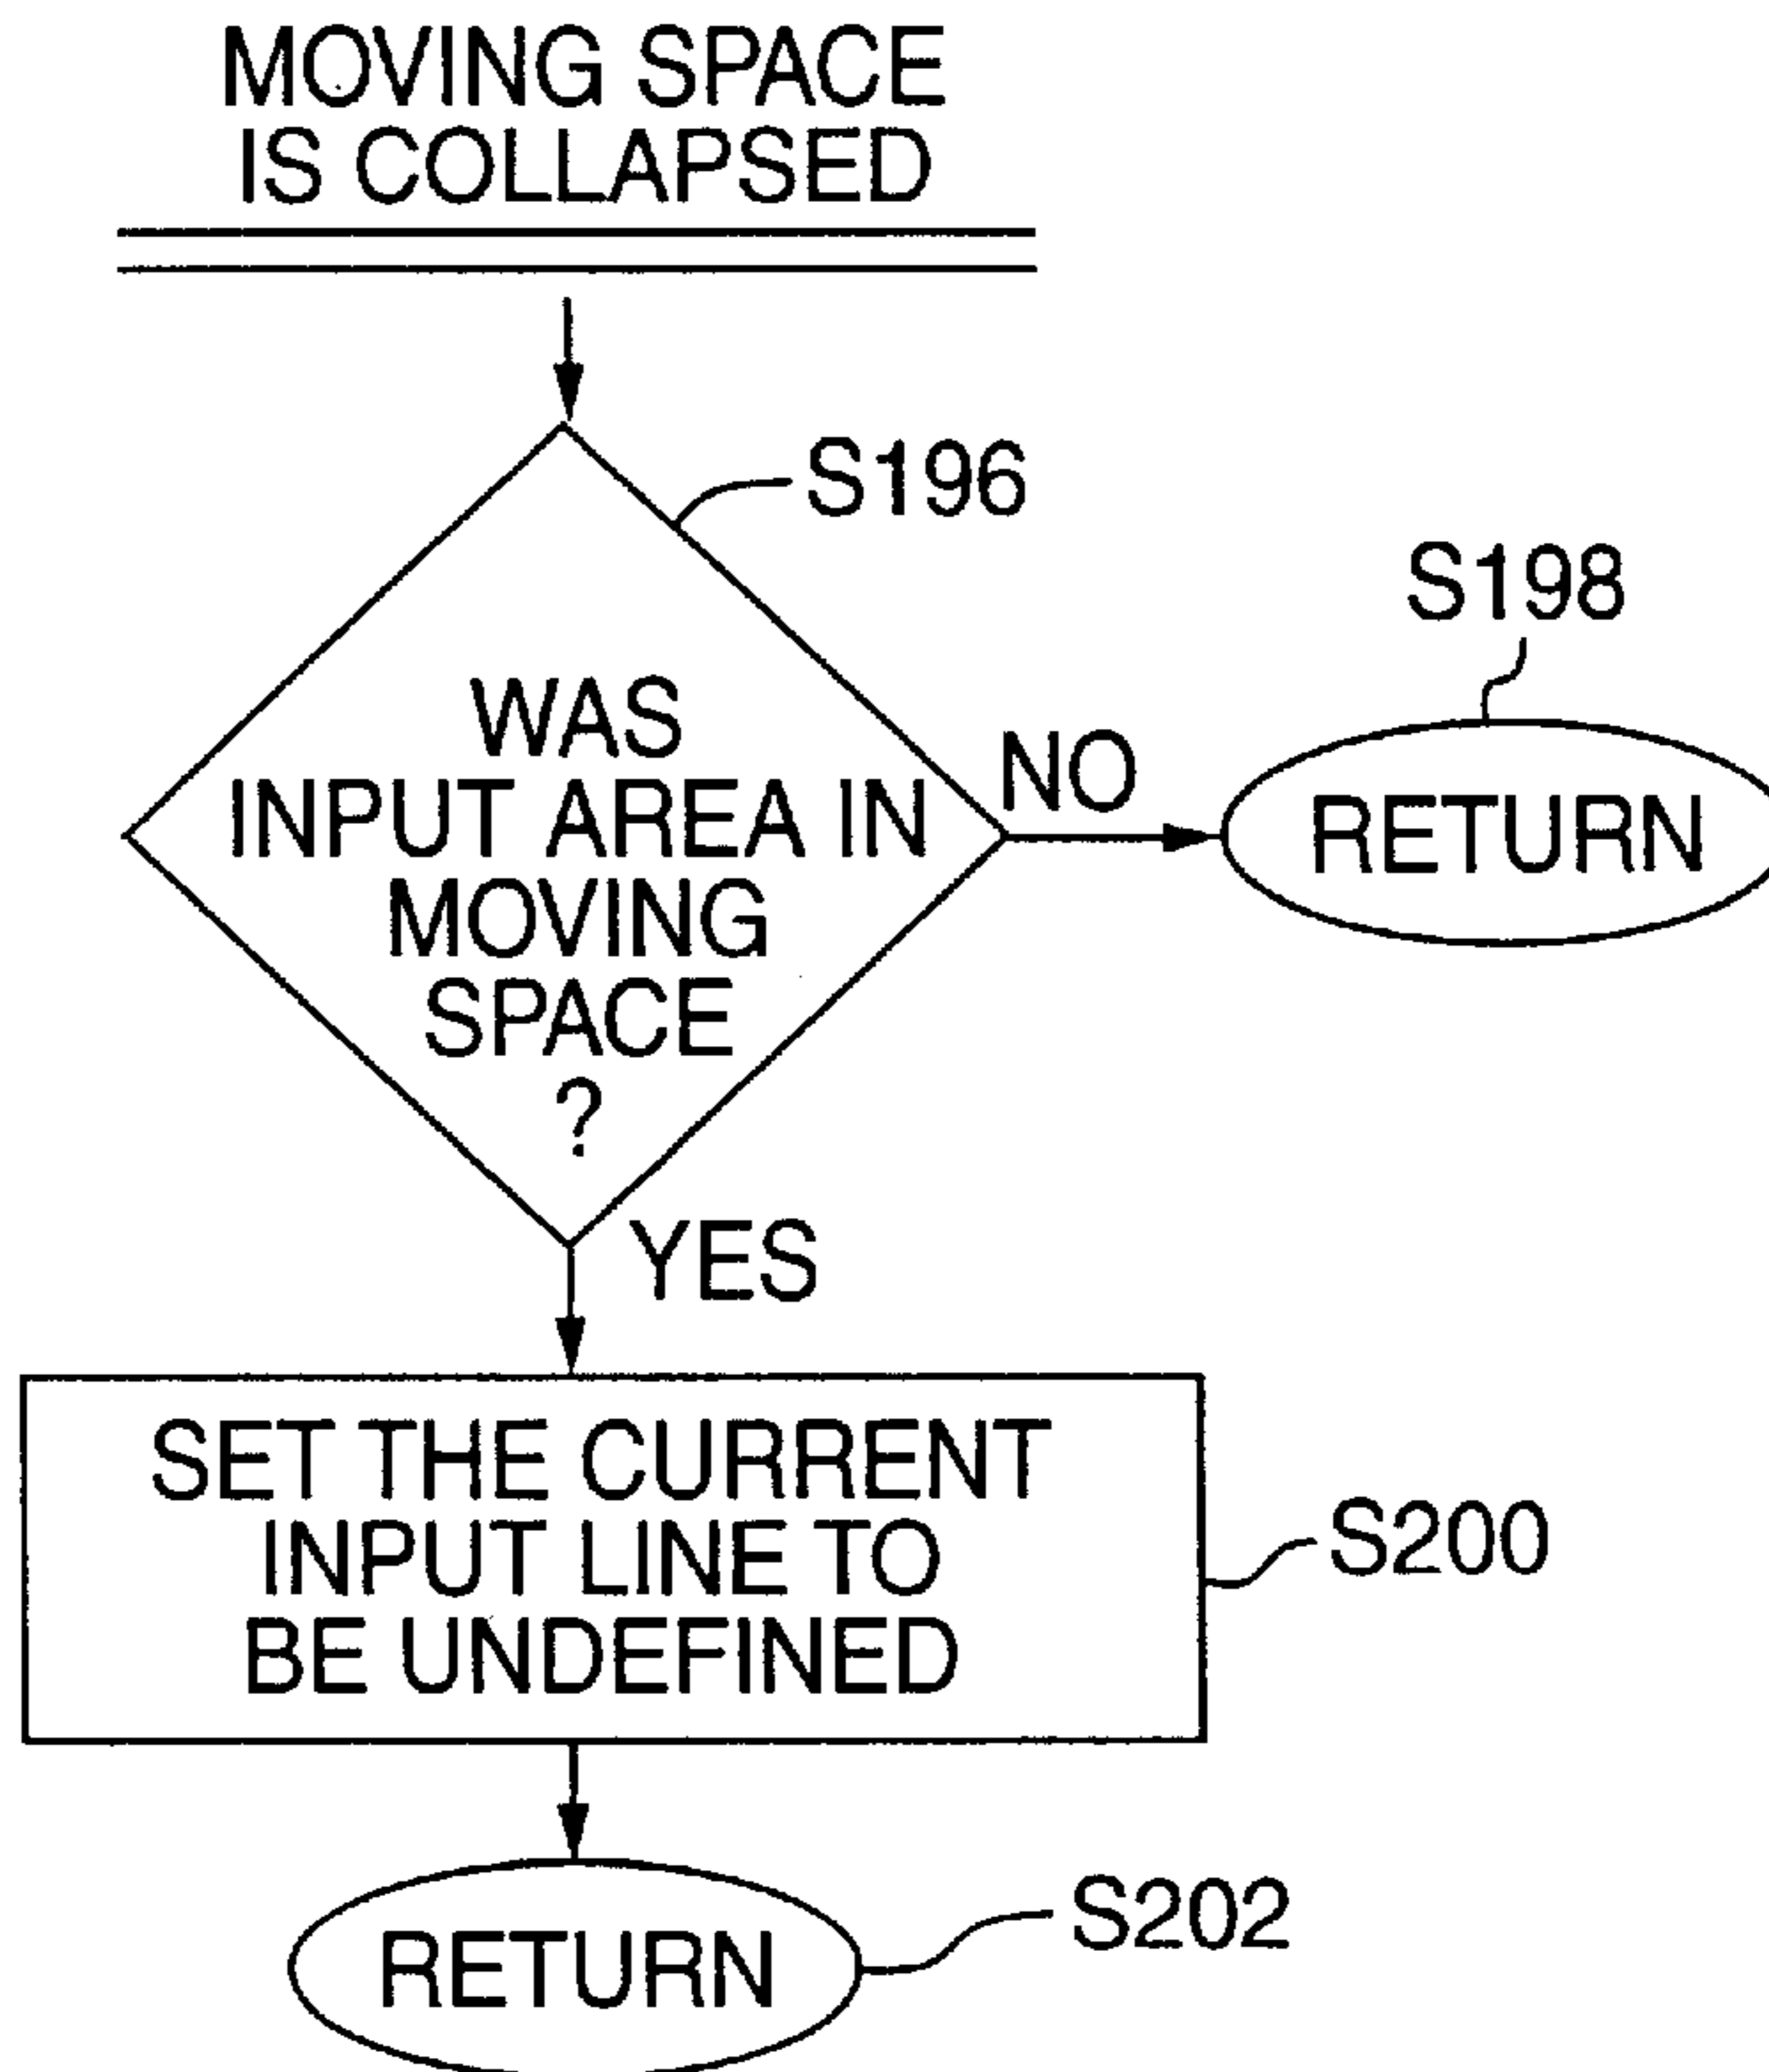 MOVING SPACE
IS COLLAPSED
S196
S198
WAS
INPUT AREA IN
MOVING
SPACE
?
NO
RETURN
YES
SET THE CURRENT
INPUT LINE TO
BE UNDEFINED
S200
RETURN
S202